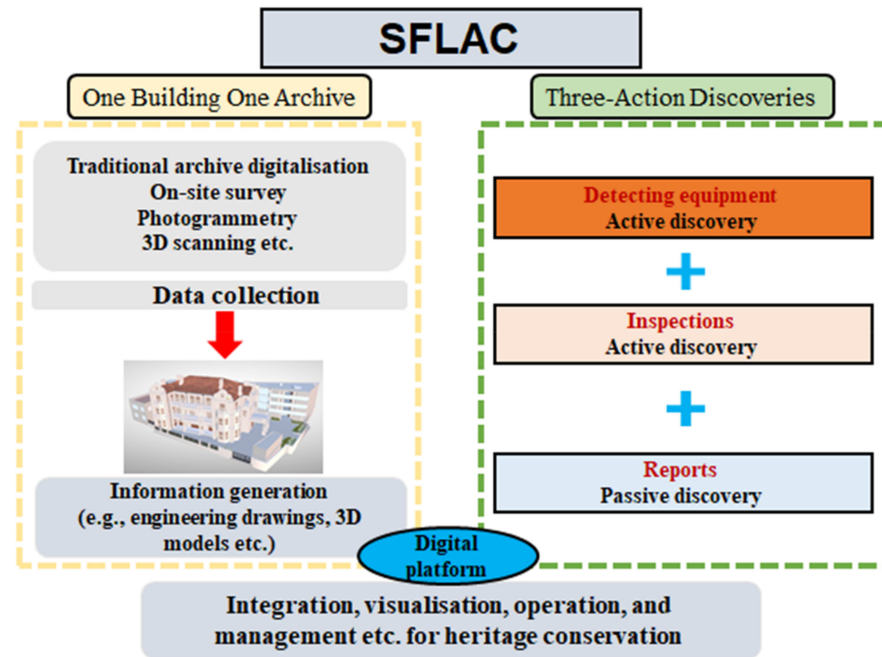 SFLAC
One Building One Archive
Traditional archive digitalisation
On-site survey
Photogrammetry
3D scanning etc.
Data collection
Information generation
(e.g., engineering drawings, 3D
models etc.)
Three-Action Discoveries
Detecting equipment
Active discovery
+
Inspections
Active discovery
+
Reports
Passive discovery
Digital
platform
Integration, visualisation, operation, and
management etc. for heritage conservation